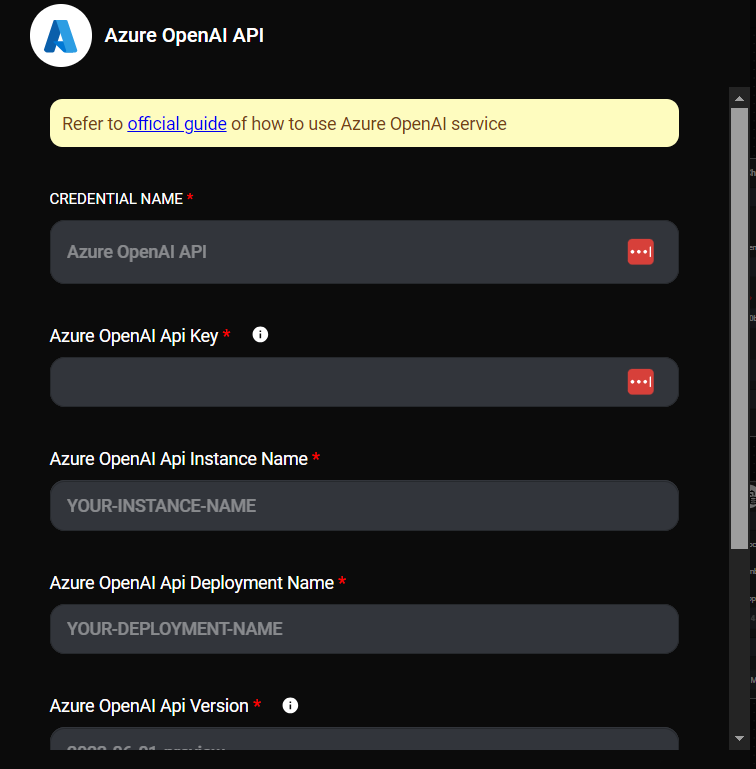 Azure OpenAI API
Refer to official guide of how to use Azure OpenAI service
CREDENTIAL NAME *
Azure OpenAI API
Azure OpenAI Api Key *
Azure OpenAI Api Instance Name *
YOUR-INSTANCE-NAME
Azure OpenAI Api Deployment Name *
YOUR-DEPLOYMENT-NAME
Azure OpenAI Api Version *